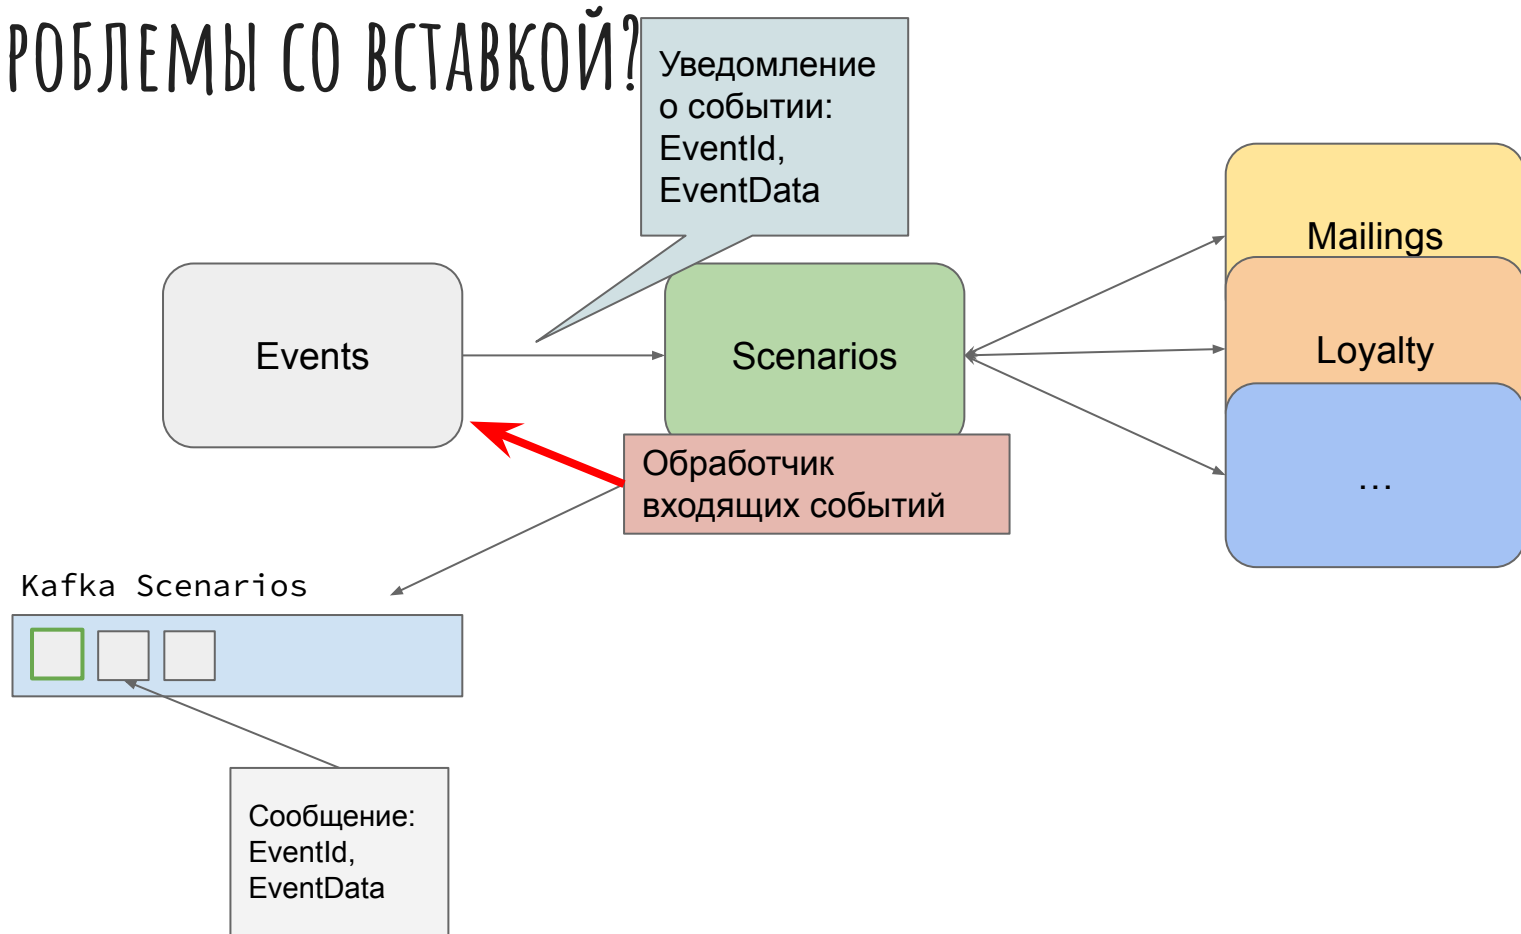 РОБЛЕМЫ СО ВСТАВКОЙ?
Уведомление
о событии:
EventId,
EventData
Mailings
Events
Scenarios
Loyalty
...
Обработчик
входящих событий
Kafka Scenarios
Сообщение:
EventId,
EventData